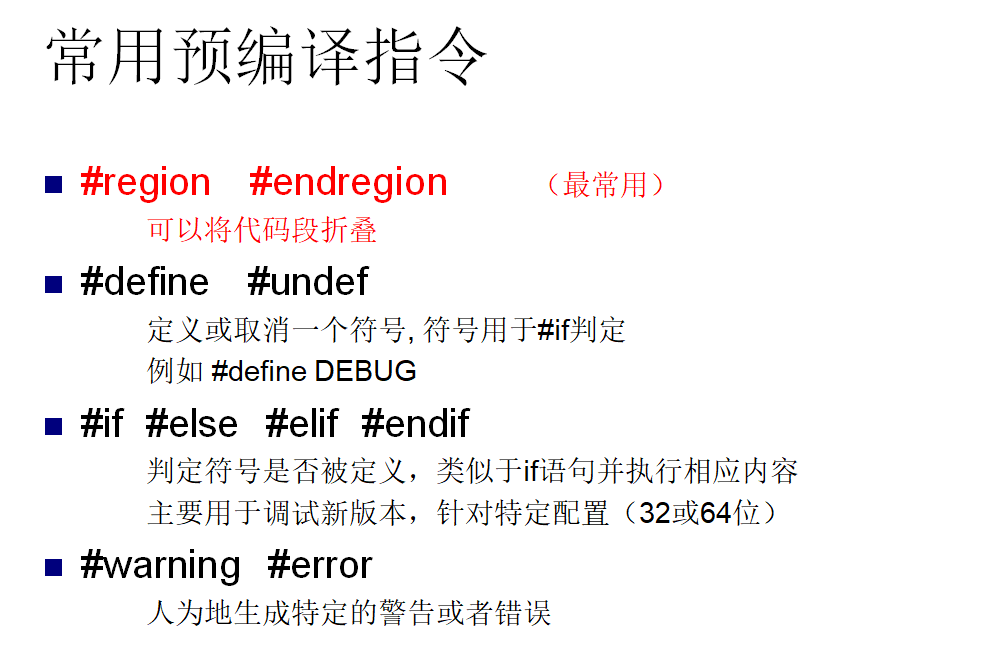 常用预编译指令
#region #endregion （最常用）
可以将代码段折叠
#define #undef
定义或取消一个符号, 符号用于#if判定
例如 #define DEBUG
#if #else #elif #endif
判定符号是否被定义，类似于if语句并执行相应内容
主要用于调试新版本，针对特定配置（32或64位）
#warning #error
人为地生成特定的警告或者错误